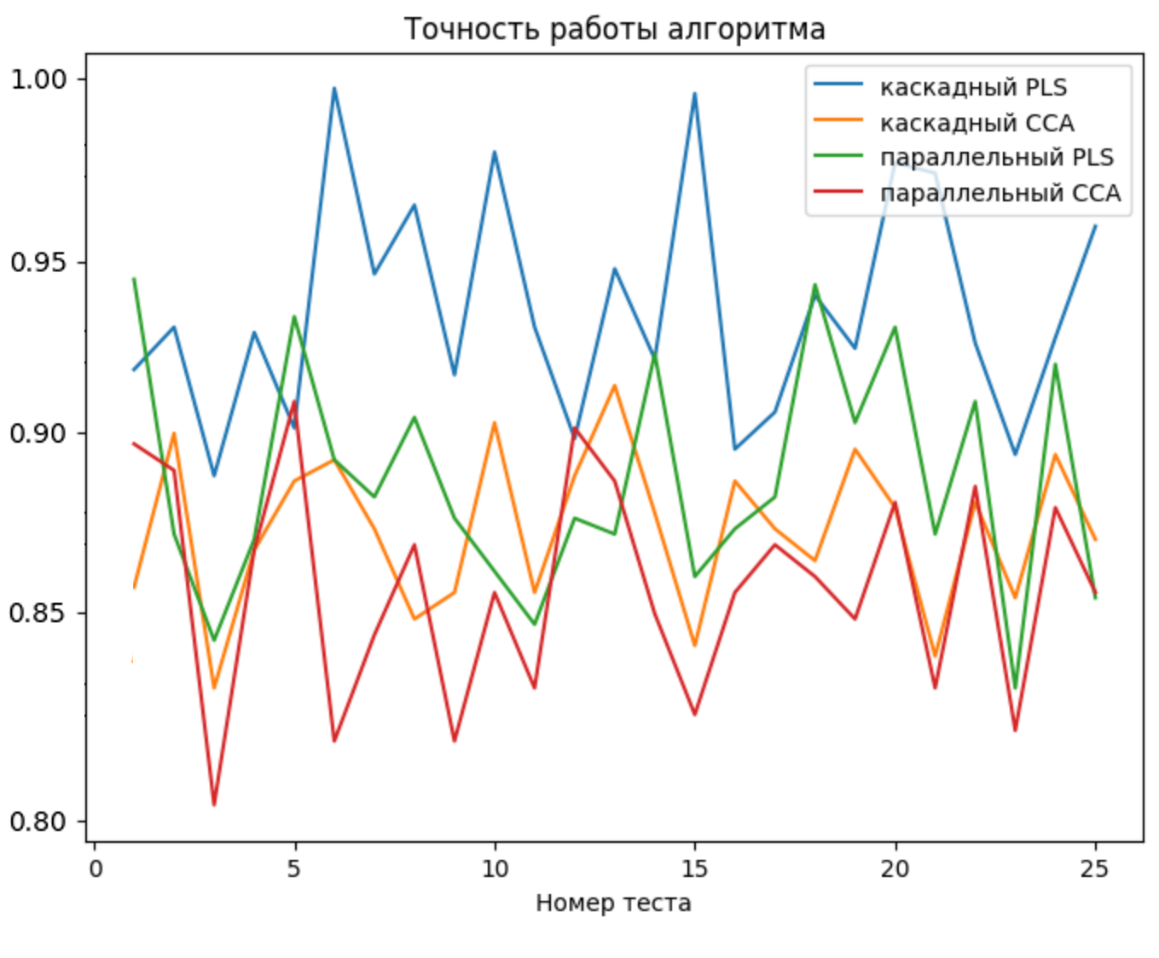 Точность работы алгоритма
1.00
0.95
0.90
0.85
0.80
каскадный PLS
каскадный CCA
параллельный PLS
параллельный CCA
0 5 10 15 20 25
Номер теста